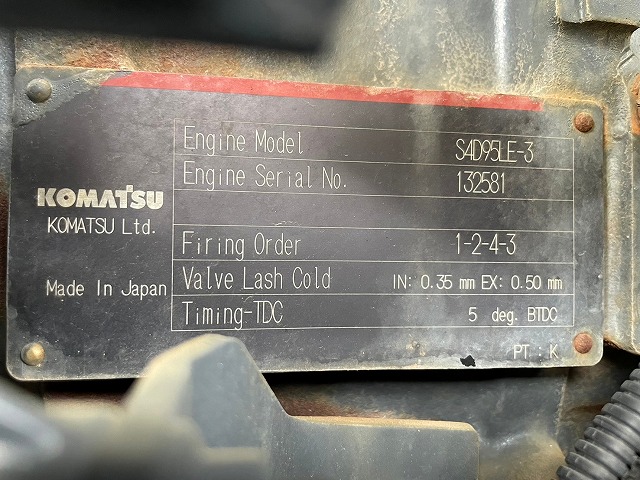 KOMATSU
KOMATSU Ltd.
Made In Japan
Engine Model S4D95LE-3
Engine Serial No. 132581
Firing Order 1-2-4-3
Valve Lash Cold IN: 0.35 mm EX: 0.50 mm
Timing-TDC 5 deg. BTDC
PT : K